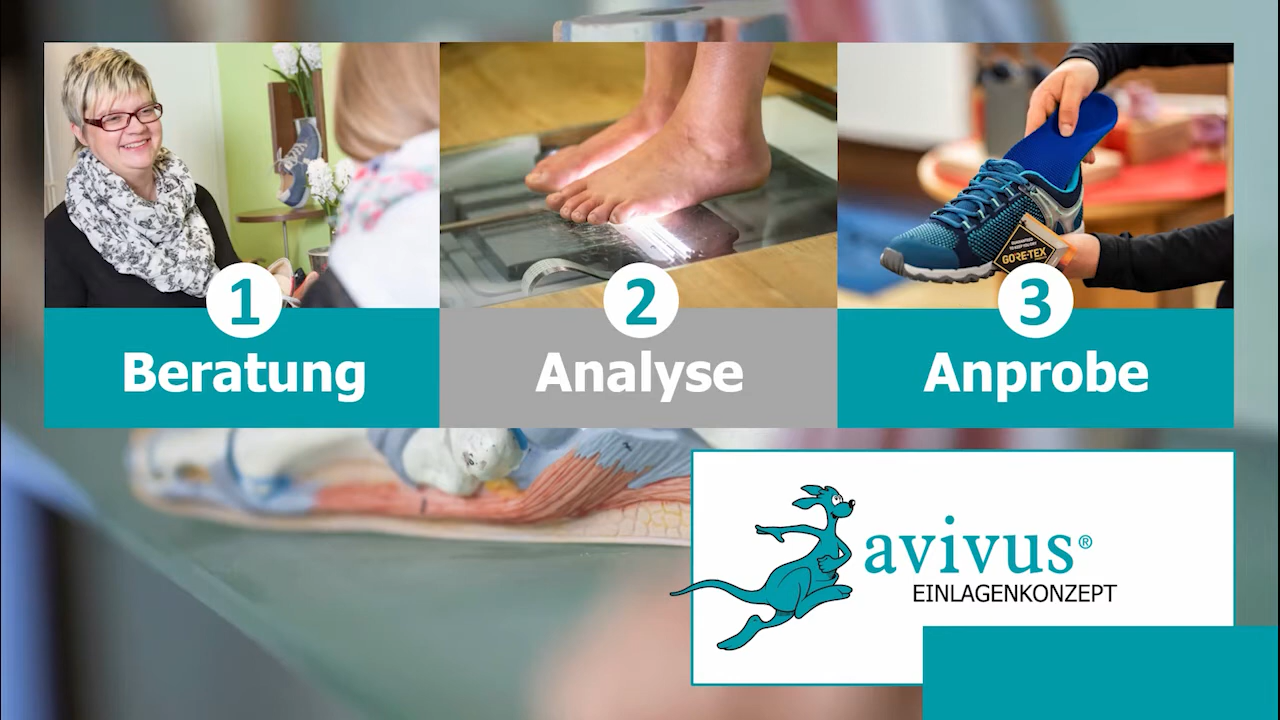 1
Beratung
2
Analyse
3
Anprobe
GORE-TEX
avivus®
EINLAGENKONZEPT